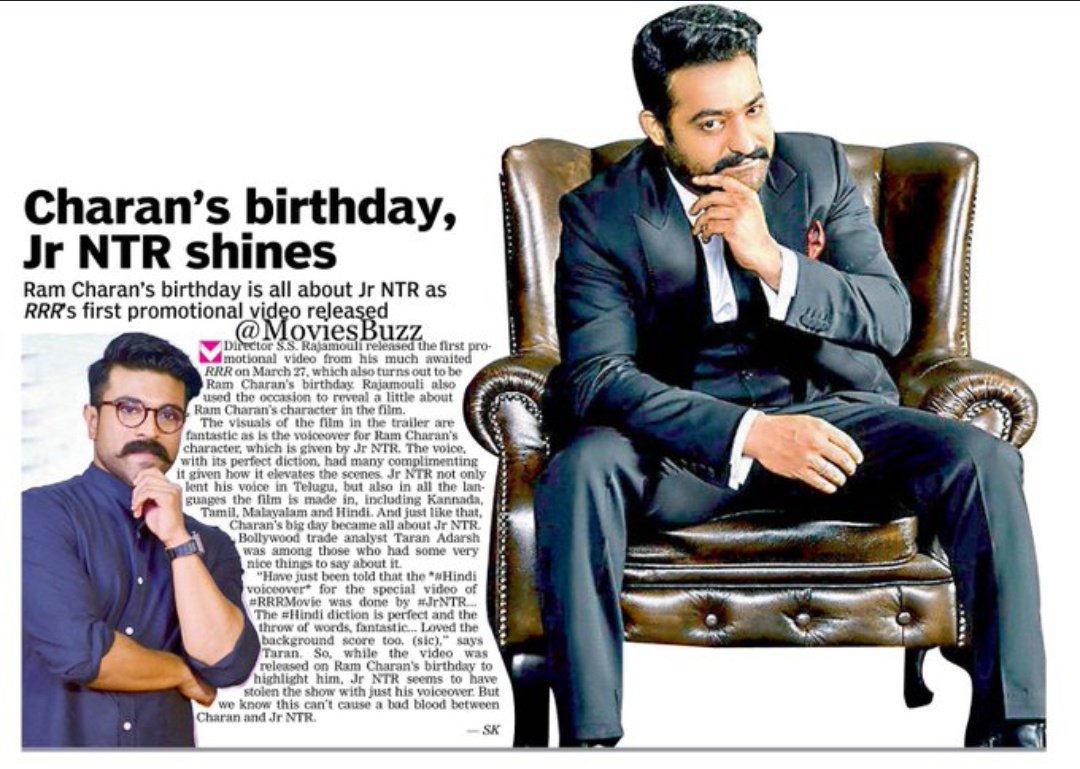 Charan's birthday,
Jr NTR shines
Ram Charan's birthday is all about Jr NTR as
RRR's first promotional video released
@MoviesBuzz
Director S.S. Rajamouli released the first pro-
motional video from his much awaited
RRR on March 27, which also turns out to be
Ram Charan's birthday. Rajamouli also
used the occasion to reveal a little about
Ram Charan's character in the film.
The visuals of the film in the trailer are
fantastic as is the voiceover for Ram Charan's
character, which is given by Jr NTR. The voice,
with its perfect diction, had many complimenting
it given how it elevates the scenes. Jr NTR not only
lent his voice in Telugu, but also in all the lan-
guages the film is made in, including Kannada,
Tamil, Malayalam and Hindi. And just like that,
Charan's big day became all about Jr NTR.
Bollywood trade analyst Taran Adarsh
was among those who had some very
nice things to say about it.
"Have just been told that the *#Hindi
voiceover* for the special video of
#RRRMovie was done by #JrNTR...
The #Hindi diction is perfect and the
throw of words, fantastic... Loved the
background score too, (sic)," says
Taran. So, while the video was
released on Ram Charan's birthday to
highlight him, Jr NTR seems to have
stolen the show with just his voiceover. But
we know this can't cause a bad blood between
Charan and Jr NTR.
— SK